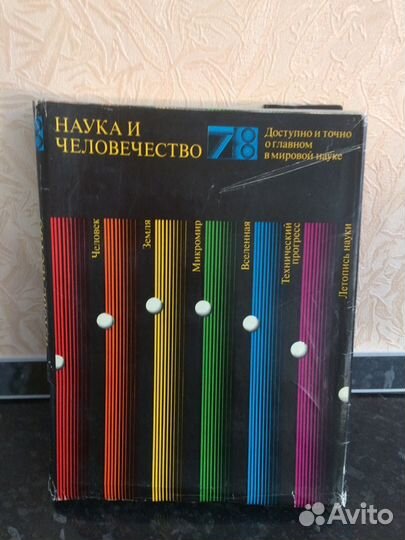 НАУКА И
ЧЕЛОВЕЧЕСТВО
78
Доступно и точно
о главном
в мировой науке
Человек
Земля
Микромир
Вселенная
Технический
прогресс
Летопись науки
Avito